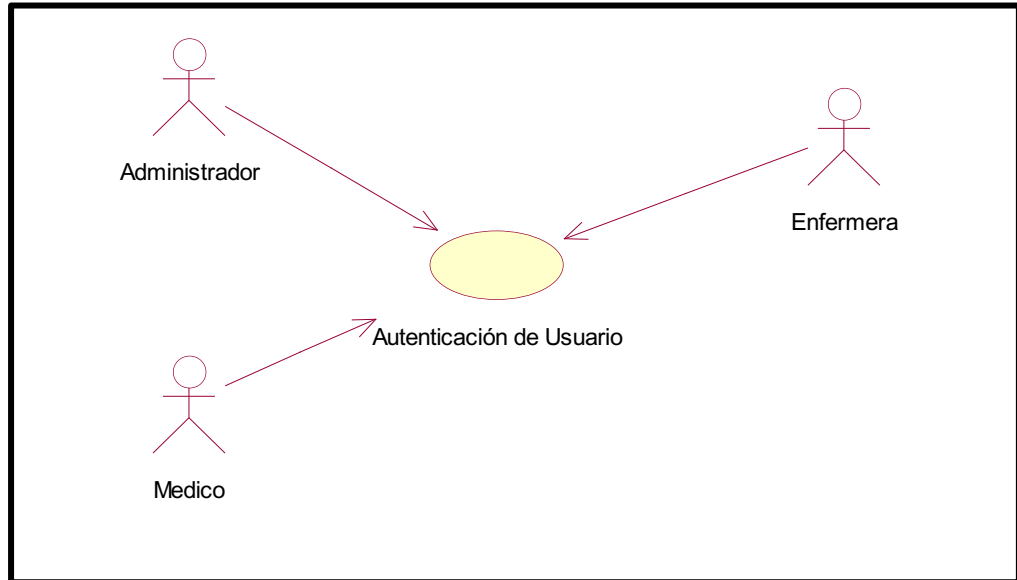 Administrador
Enfermera
Autenticación de Usuario
Medico